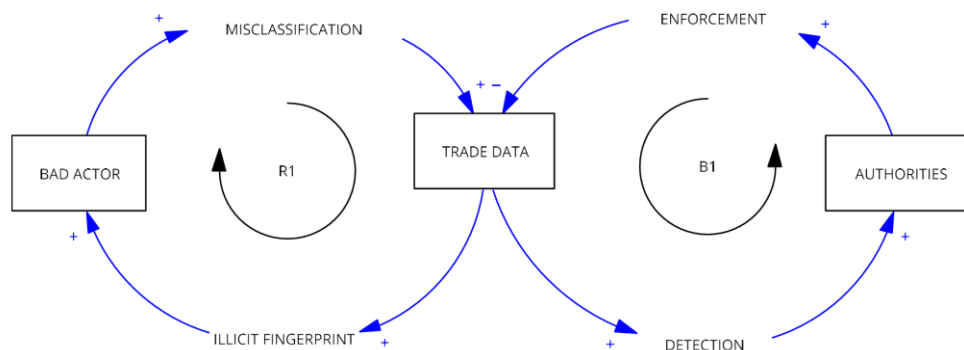 MISCLASSIFICATION
ENFORCEMENT
+
+
+ –
BAD ACTOR
R1
TRADE DATA
B1
AUTHORITIES
+
+
ILLICIT FINGERPRINT
+
+
DETECTION